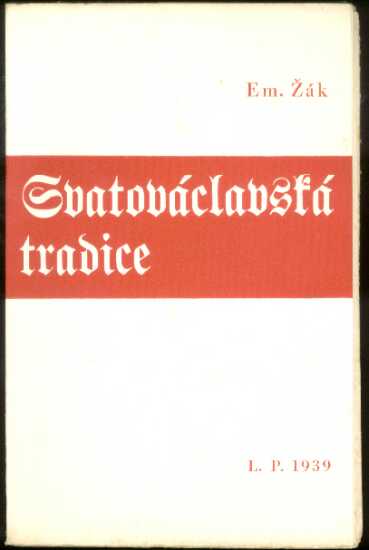 Em. Žák
Svatováclavská
tradice
L. P. 1939